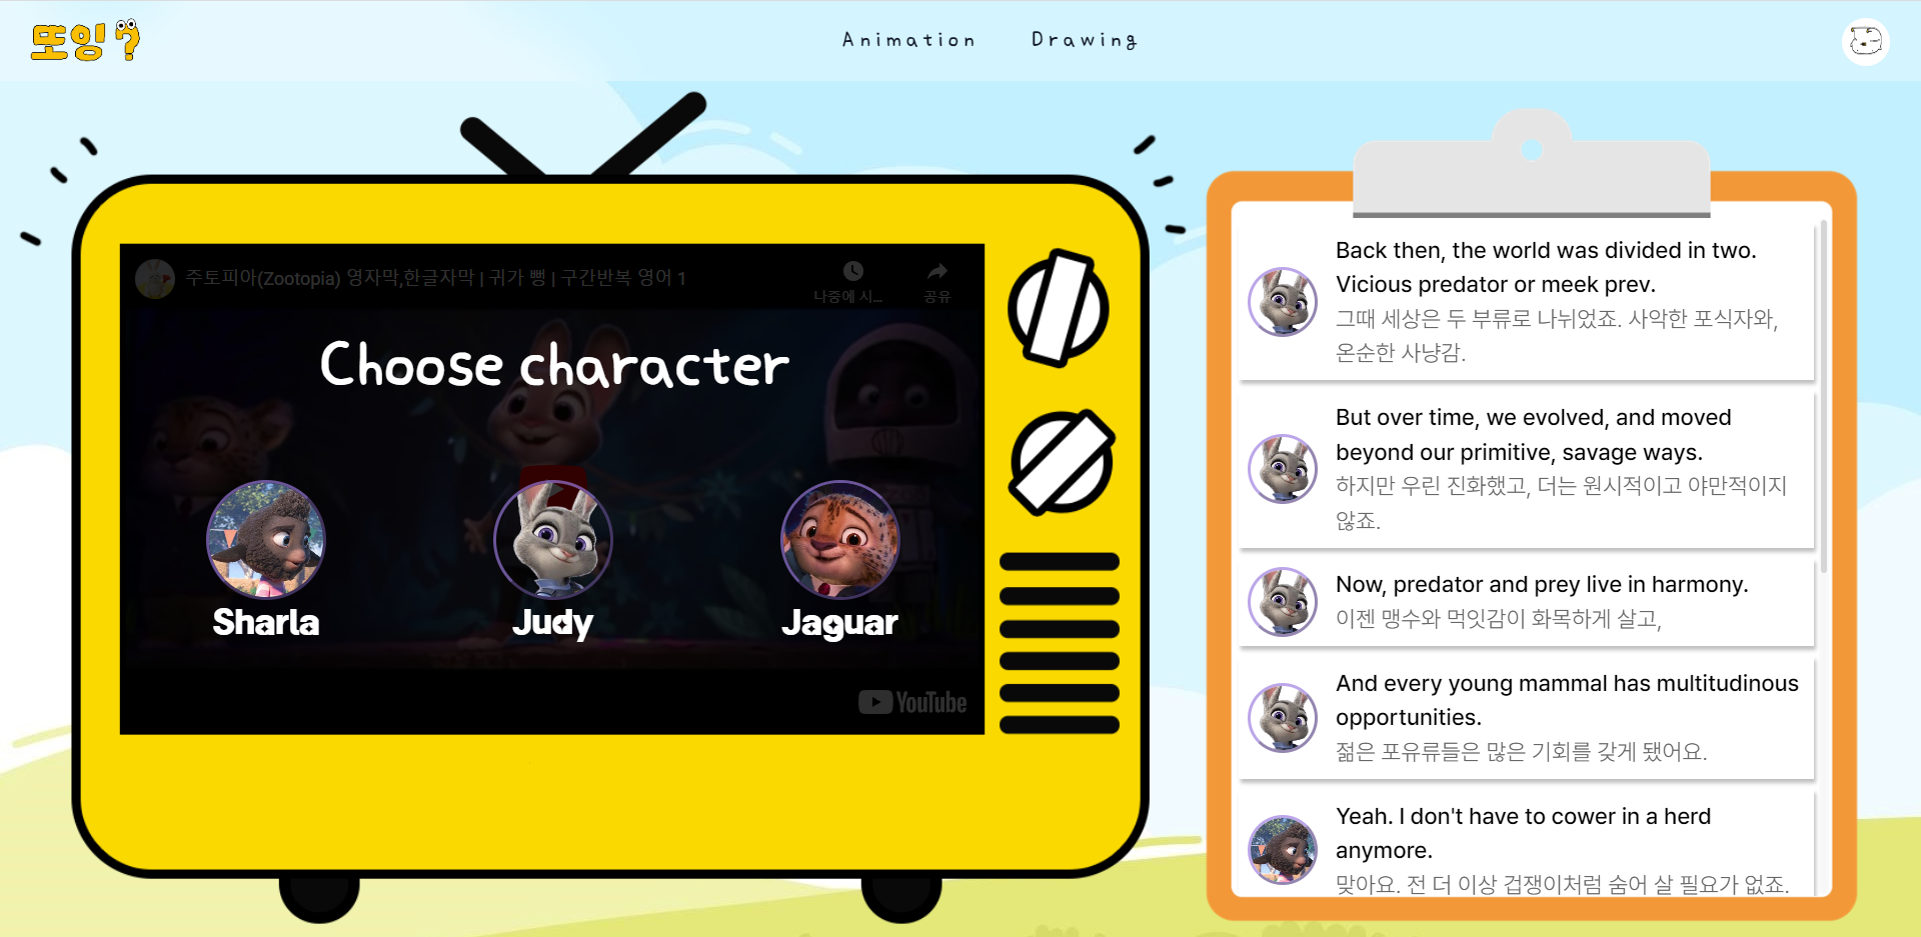 또잉?
Animation
Drawing
주토피아(Zootopia) 영자막,한글자막 | 귀가 뻥 | 구간반복 영어 1
나중에 시...
공유
Choose character
Sharla
Judy
Jaguar
YouTube
Back then, the world was divided in two.
Vicious predator or meek prev.
그때 세상은 두 부류로 나뉘었죠. 사악한 포식자와,
온순한 사냥감.
But over time, we evolved, and moved
beyond our primitive, savage ways.
하지만 우린 진화했고, 더는 원시적이고 야만적이지
않죠.
Now, predator and prey live in harmony.
이젠 맹수와 먹잇감이 화목하게 살고,
And every young mammal has multitudinous
opportunities.
젊은 포유류들은 많은 기회를 갖게 됐어요.
Yeah. I don't have to cower in a herd
anymore.
맞아요. 전 더 이상 겁쟁이처럼 숨어 살 필요가 없죠.